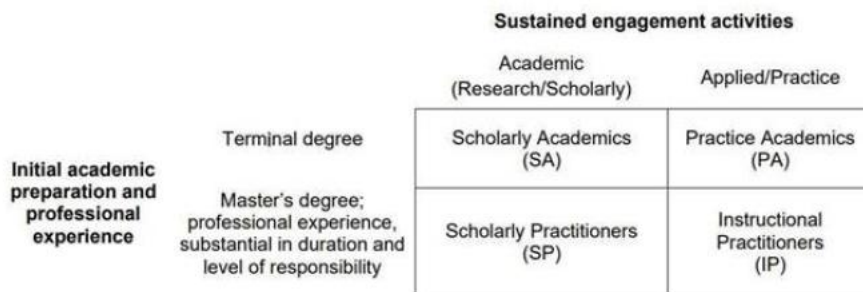 Sustained engagement activities
Academic
(Research/Scholarly)
Applied/Practice
Initial academic
preparation and
professional
experience
Terminal degree
Scholarly Academics
(SA)
Practice Academics
(PA)
Master's degree;
professional experience,
substantial in duration and
level of responsibility
Scholarly Practitioners
(SP)
Instructional
Practitioners
(IP)